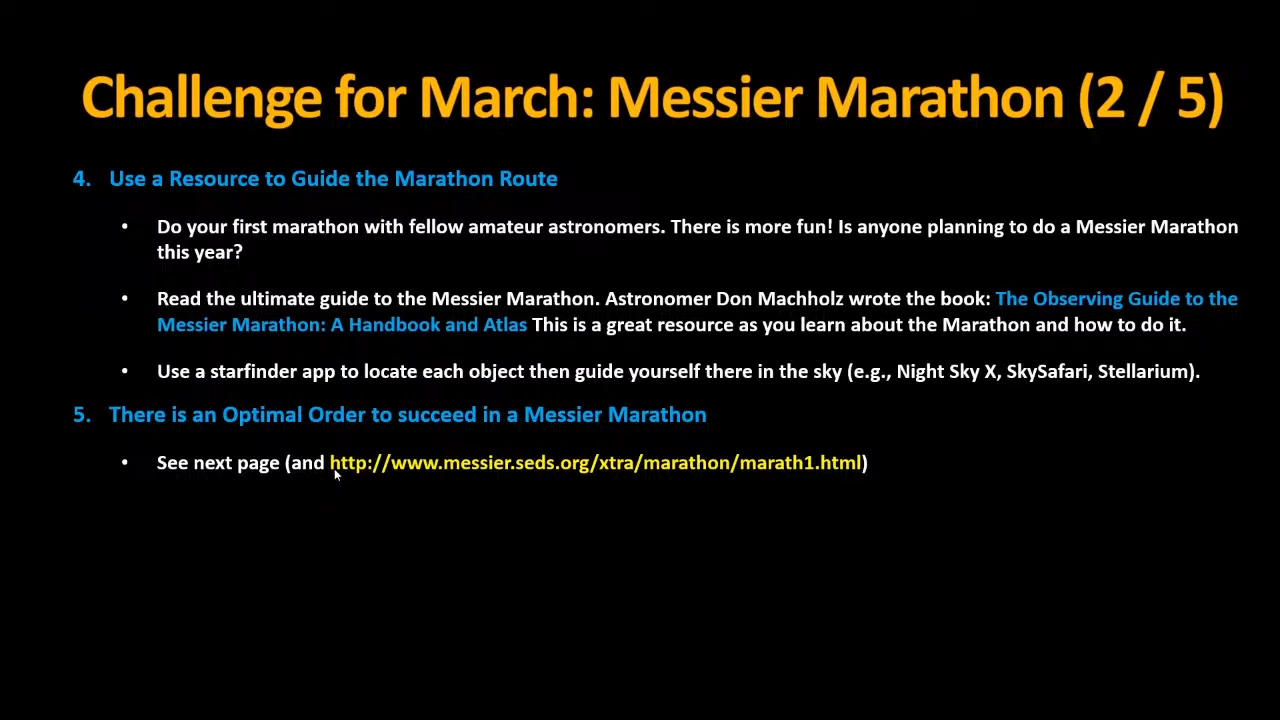 Challenge for March: Messier Marathon (2 / 5)
4. Use a Resource to Guide the Marathon Route
• Do your first marathon with fellow amateur astronomers. There is more fun! Is anyone planning to do a Messier Marathon
this year?
• Read the ultimate guide to the Messier Marathon. Astronomer Don Machholz wrote the book: The Observing Guide to the
Messier Marathon: A Handbook and Atlas This is a great resource as you learn about the Marathon and how to do it.
• Use a starfinder app to locate each object then guide yourself there in the sky (e.g., Night Sky X, SkySafari, Stellarium).
5. There is an Optimal Order to succeed in a Messier Marathon
• See next page (and http://www.messier.seds.org/xtra/marathon/marath1.html)